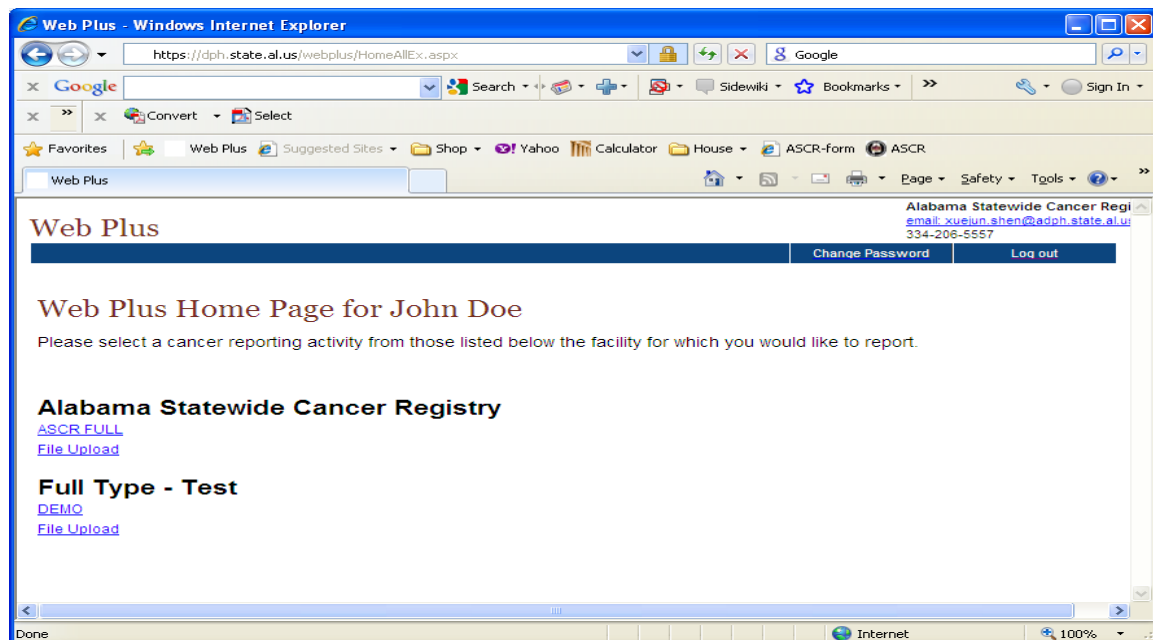 Web Plus - Windows Internet Explorer
https://dph.state.al.us/webplus/HomeAllEx.aspx
Google
Google Search Sidewiki Bookmarks » Sign In
» Convert Select
Favorites Web Plus Suggested Sites Shop Yahoo Calculator House ASCR-form ASCR
Web Plus Page Safety Tools »
Alabama Statewide Cancer Regi
Web Plus
email: xuejun.shen@adph.state.al.u
334-206-5557
Change Password Log out
Web Plus Home Page for John Doe
Please select a cancer reporting activity from those listed below the facility for which you would like to report.
Alabama Statewide Cancer Registry
ASCR FULL
File Upload
Full Type - Test
DEMO
File Upload
Done Internet 100%